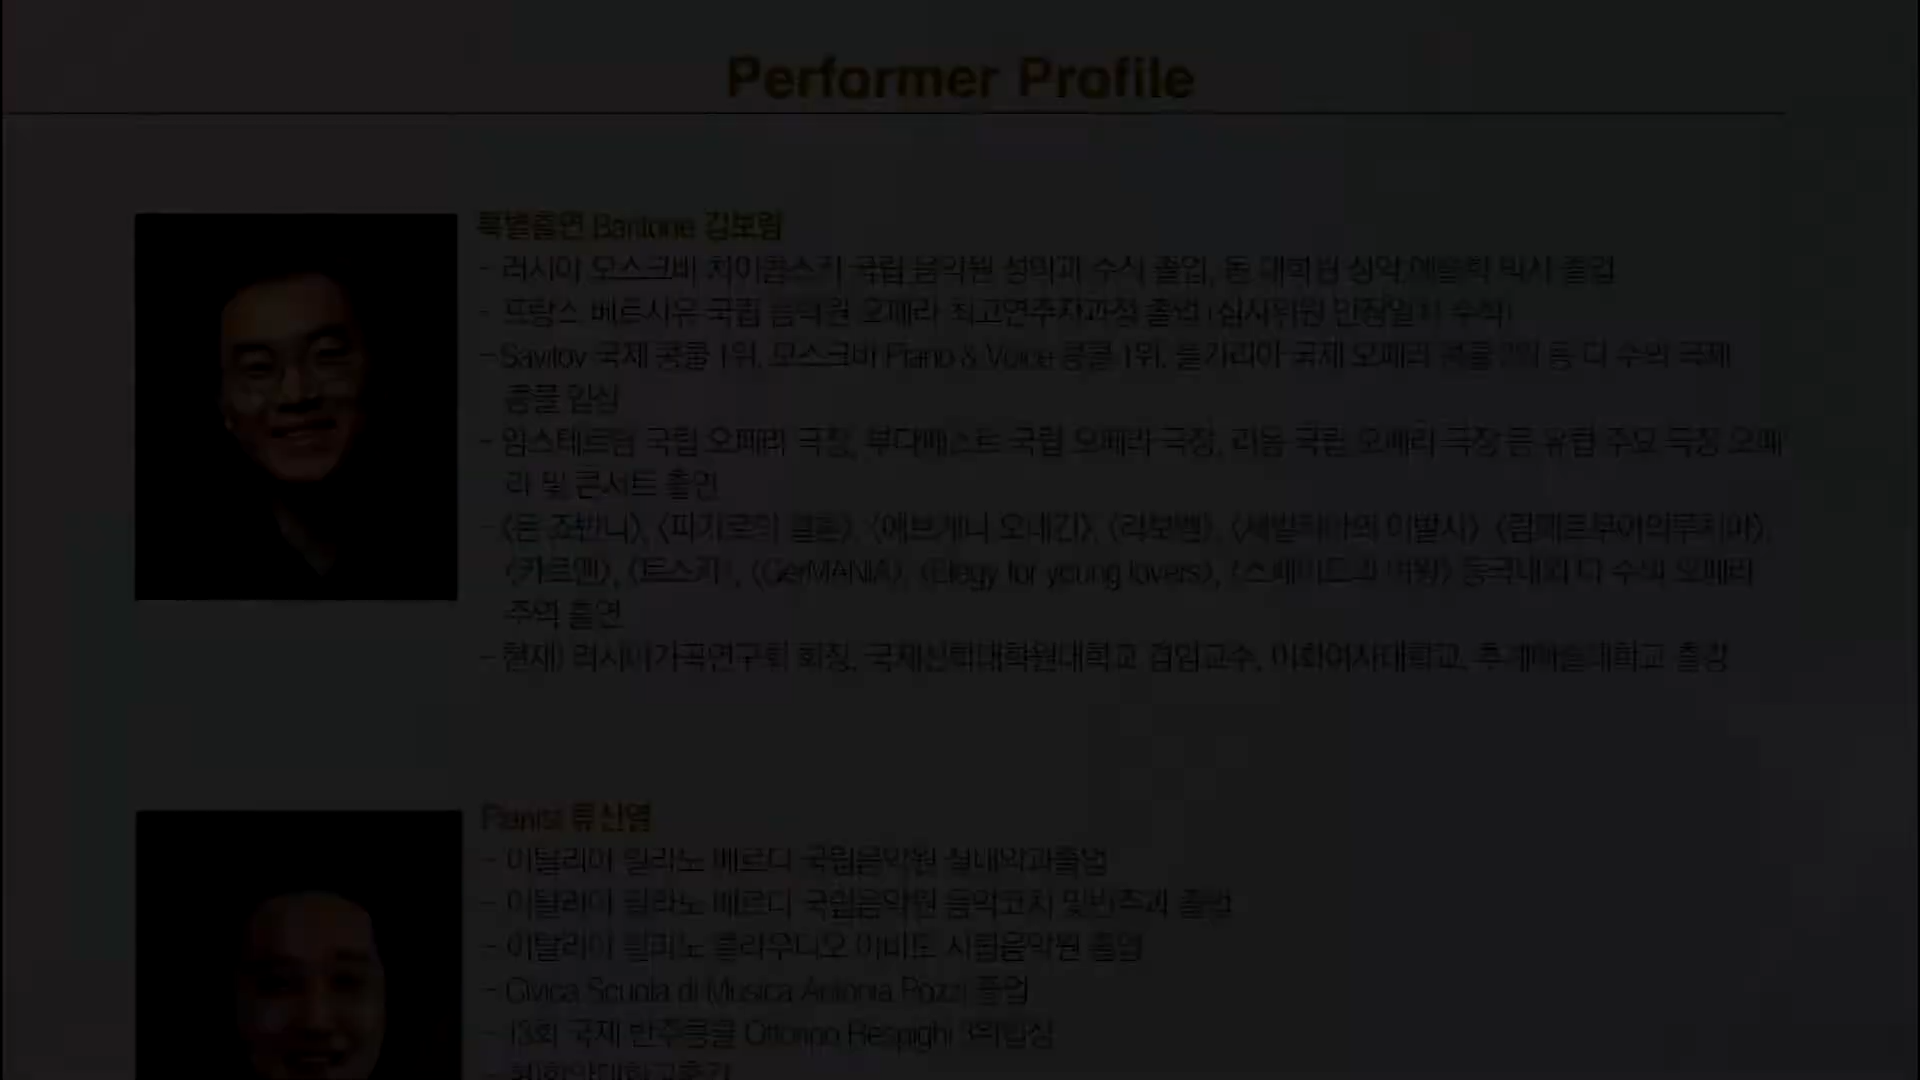 Performer Profile
특별출연 Baritone 김보람
- 러시아 모스크바 차이콥스키 국립 음악원 성악과 수석 졸업, 동 대학원 성악 예술학 박사 졸업
- 프랑스 베르사유 국립 음악원 오페라 최고연주자과정 졸업 (심사위원 만장일치 수석)
- Savitov 국제 콩쿨 1위, 모스크바 Piano & Voice 콩쿨 1위, 불가리아 국제 오페라 콩쿨 등 다 수의 국제
콩쿨 입상
- 암스테르담 국립 오페라 극장, 부다페스트 국립 오페라 극장, 러옹 국립 오페라 극장 등 유럽 주요 극장 오페
라 및 콘서트 출연
- 〈돈 죠반니〉, 〈피가로의 결혼〉, 〈예브게니 오네긴〉, 〈라보엠〉, 〈세빌리아의 이발사〉 〈람메르무어의루치아〉,
〈카르멘〉, 〈토스카〉, 〈GerMANIA〉, 〈Elegy for young lovers〉, 〈스페이드의 여왕〉 등국내외 다 수의 오페라
주역 출연
- 현재) 러시아가곡연구회 회장, 국제신학대학원대학교 겸임교수, 이화여자대학교, 추계예술대학교 출강
Pianist 류산열
- 이탈리아 밀라노 베르디 국립음악원 실내악과졸업
- 이탈리아 밀라노 베르디 국립음악원 음악코치 및반주과 졸업
- 이탈리아 밀라노 클라우디오 아바도 시립음악원 졸업
- Civica Scuola di Musica Antonia Pozzi 졸업
- 13회 국제 반주콩쿨 Ottorino Respighi 입상